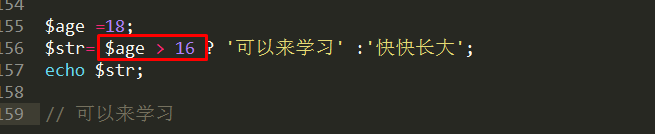 154
155 $age =18;
156 $str= $age > 16 ? '可以来学习' :'快快长大';
157 echo $str;
158
159 // 可以来学习